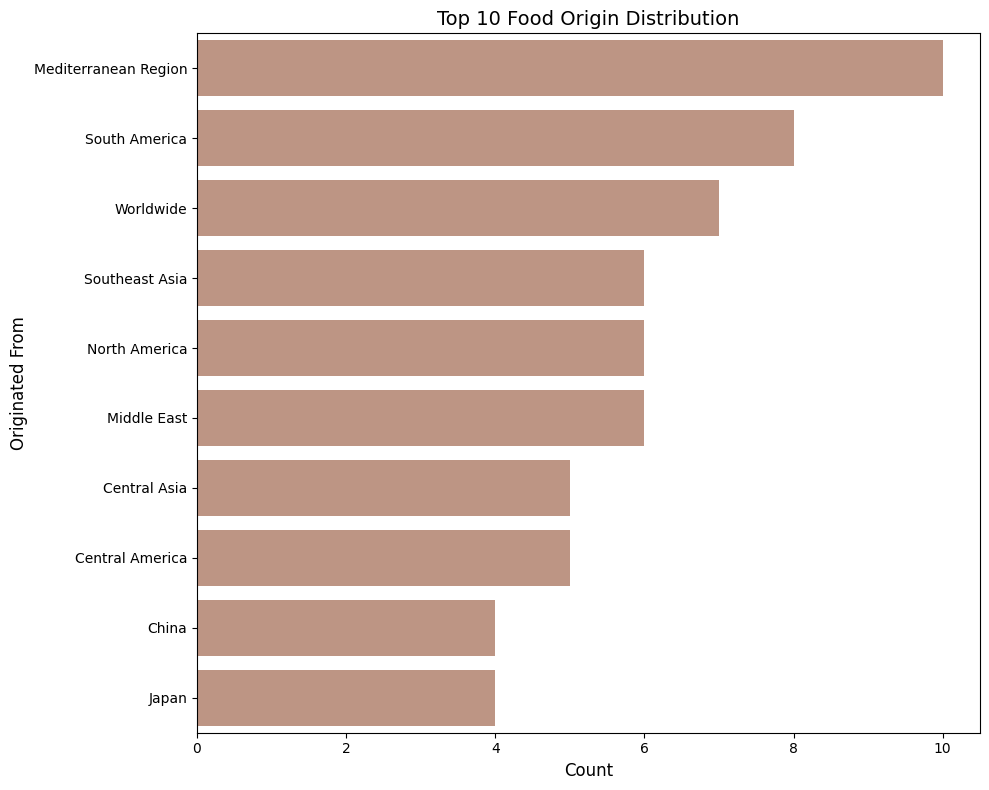 Top 10 Food Origin Distribution
Originated From
Mediterranean Region
South America
Worldwide
Southeast Asia
North America
Middle East
Central Asia
Central America
China
Japan
0 2 4 6 8 10
Count